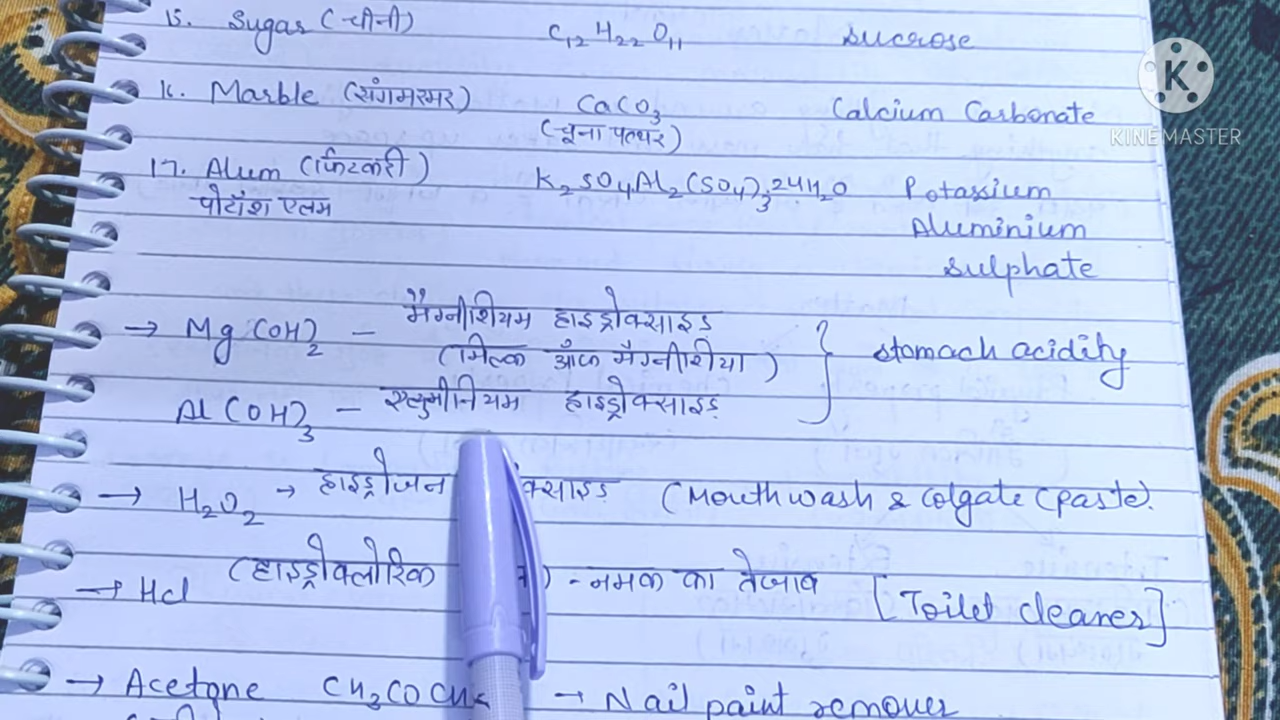 15. Sugar (चीनी) C12H22O11 Sucrose
16. Marble (संगमरमर) CaCO3 Calcium Carbonate
(चूना पत्थर)
17. Alum (फिटकरी) K2SO4Al2(SO4)3.24H2O Potassium
पोटॉश एलम Aluminium
Sulphate
→ Mg(OH)2 – मैग्नीशियम हाइड्रोक्साइड
(मिल्क ऑफ मैग्नीशिया) } Stomach acidity
Al(OH)3 – एल्युमीनियम हाइड्रोक्साइड
→ H2O2 → हाइड्रोजन (Mouthwash & Colgate (paste).
→ Hcl (हाइड्रोक्लोरिक ) - नमक का तेजाब [Toilet cleaner]
→ Acetone CH3COCH3 → Nail paint remover
K
KINEMASTER